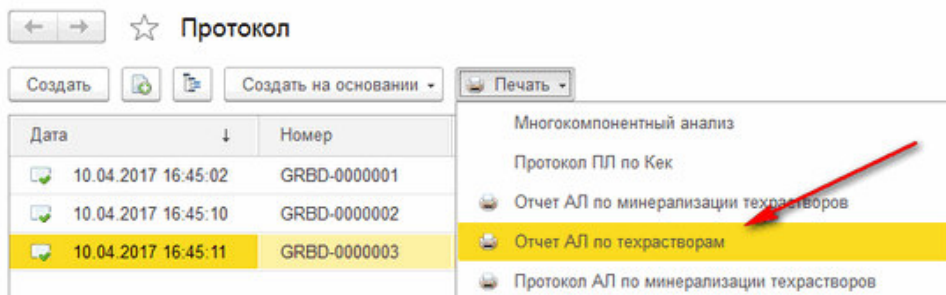 Протокол
Создать Создать на основании Печать
Дата Номер
10.04.2017 16:45:02 GRBD-0000001
10.04.2017 16:45:10 GRBD-0000002
10.04.2017 16:45:11 GRBD-0000003
Многокомпонентный анализ
Протокол ПЛ по Кек
Отчет АЛ по минерализации техрастворов
Отчет АЛ по техрастворам
Протокол АЛ по минерализации техрастворов